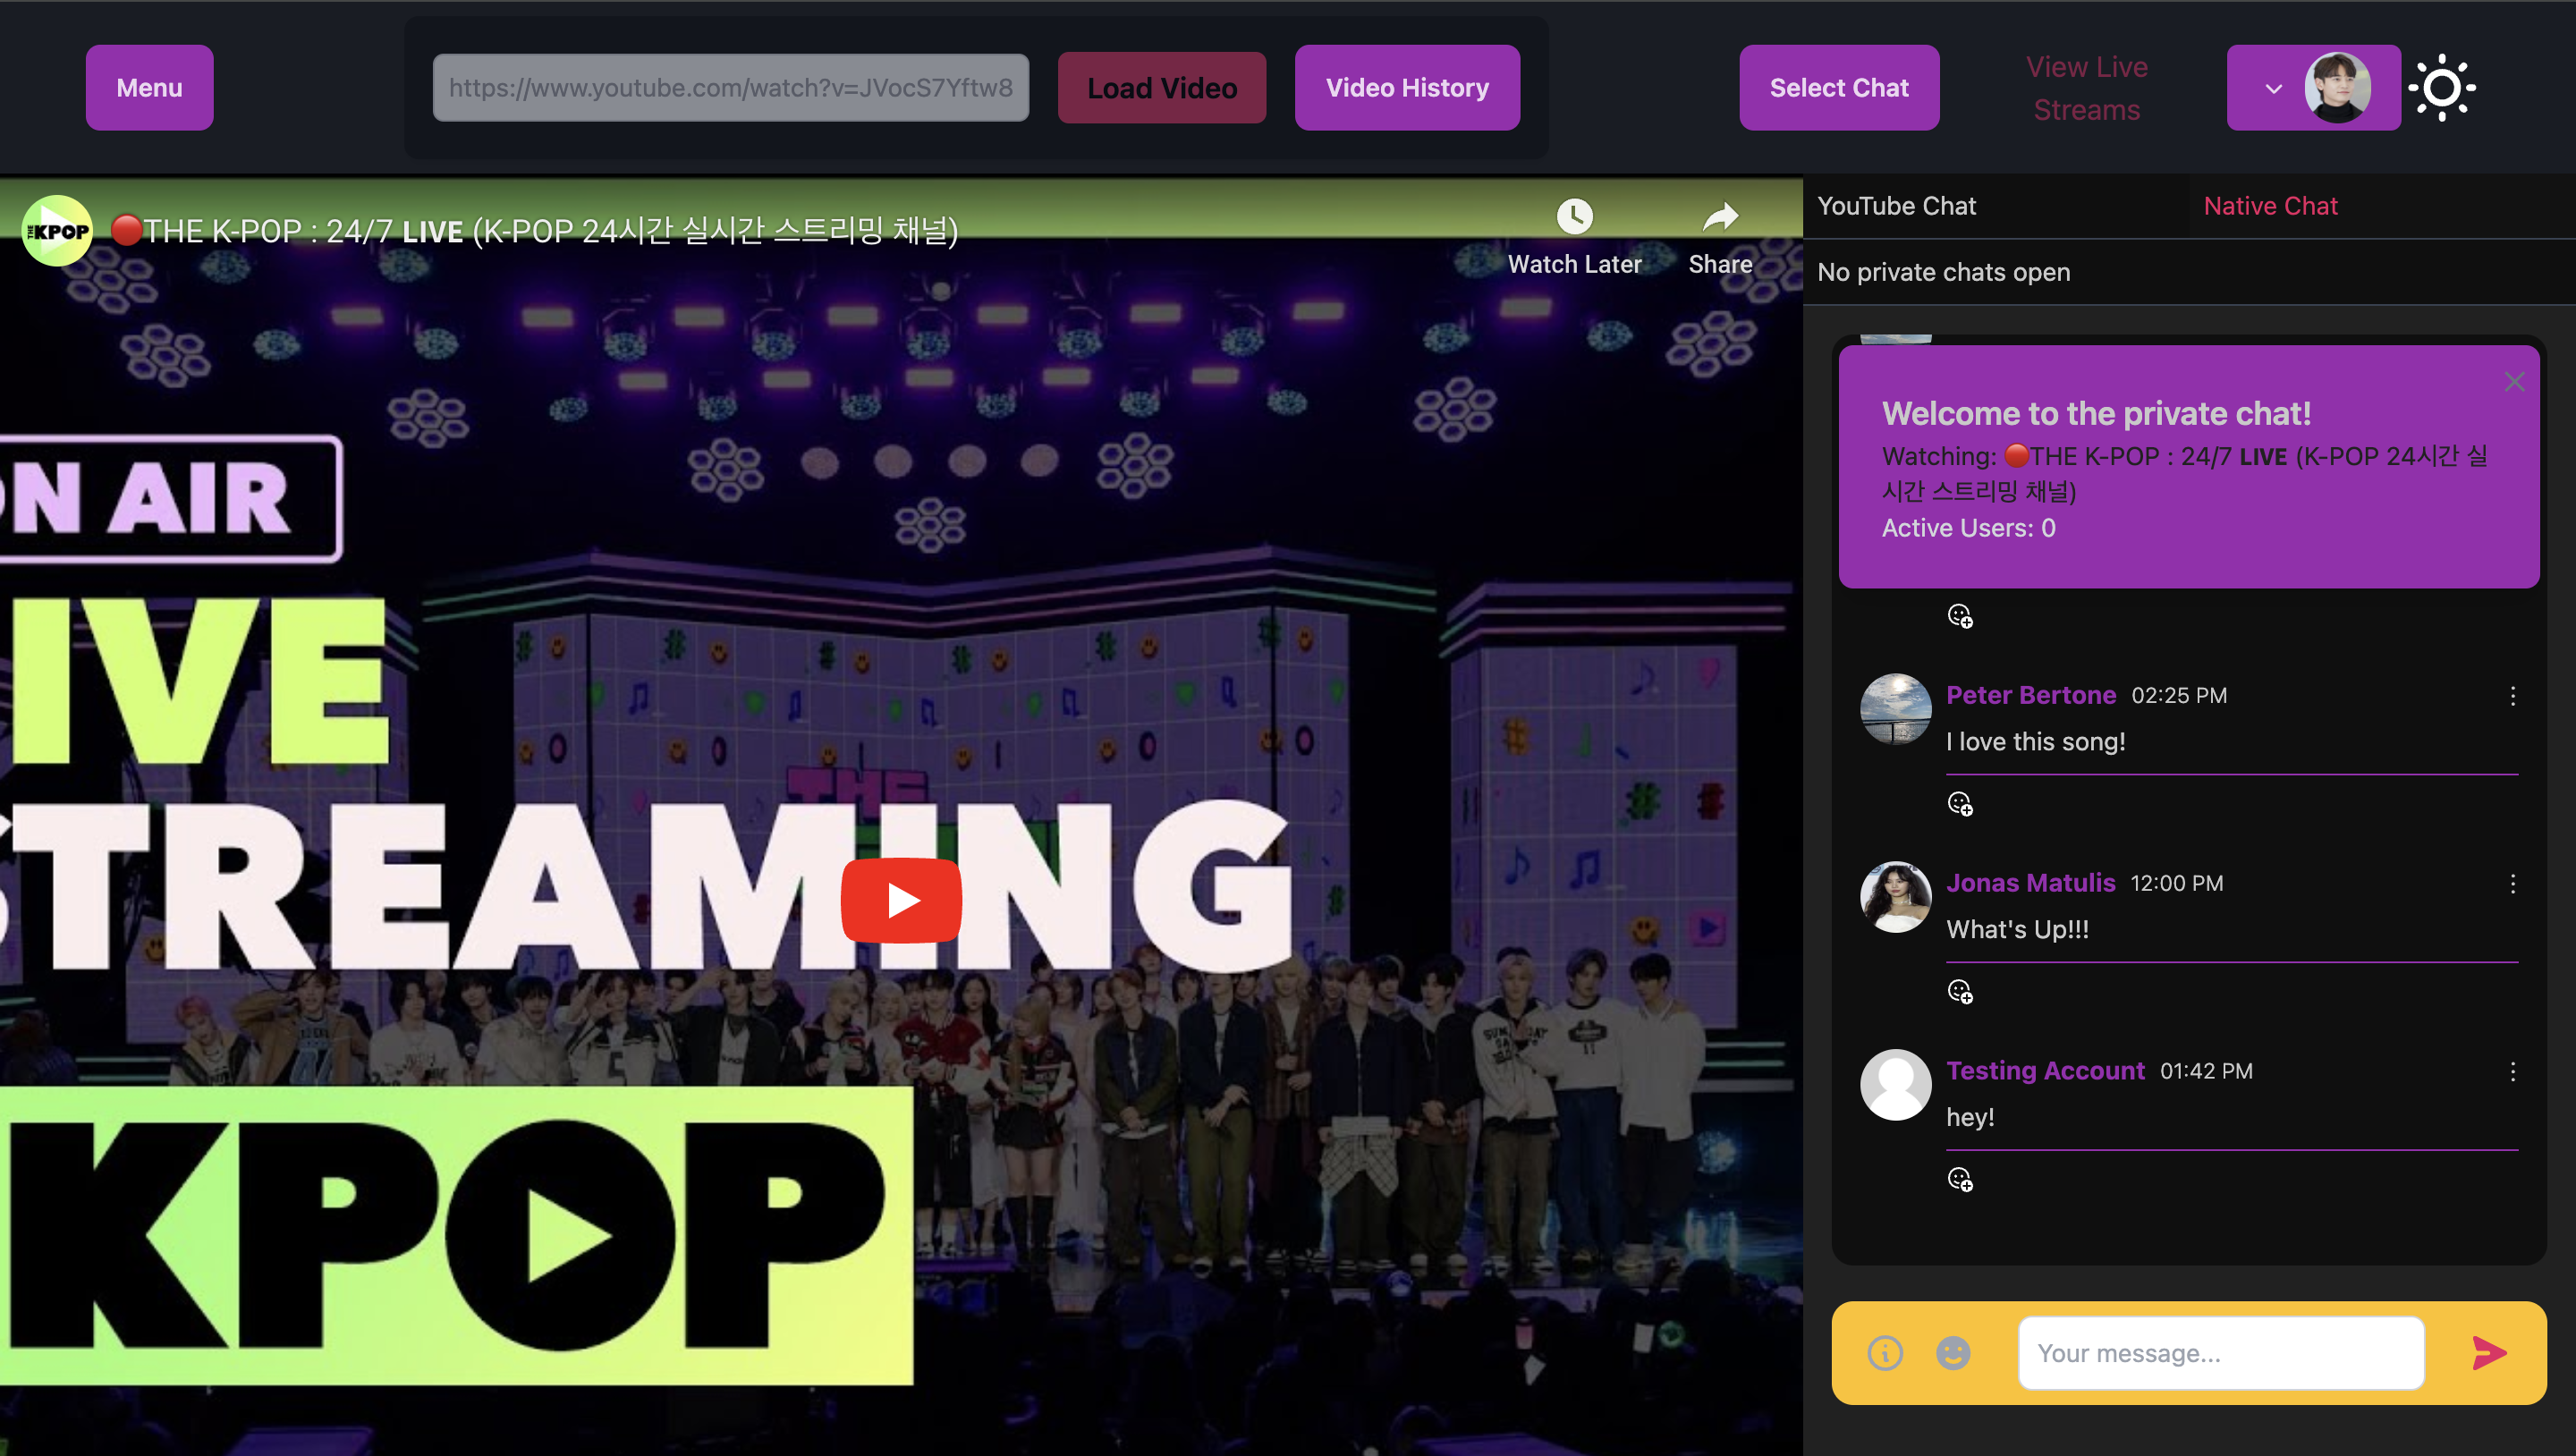 Menu
https://www.youtube.com/watch?v=JVocS7Yftw8
Load Video
Video History
Select Chat
View Live
Streams
THE KPOP
🔴THE K-POP : 24/7 LIVE (K-POP 24시간 실시간 스트리밍 채널)
Watch Later
Share
ON AIR
IVE
STREAMING
KPOP
THE
YouTube Chat
Native Chat
No private chats open
Welcome to the private chat!
Watching: 🔴THE K-POP : 24/7 LIVE (K-POP 24시간 실
시간 스트리밍 채널)
Active Users: 0
Peter Bertone 02:25 PM
I love this song!
Jonas Matulis 12:00 PM
What's Up!!!
Testing Account 01:42 PM
hey!
Your message...